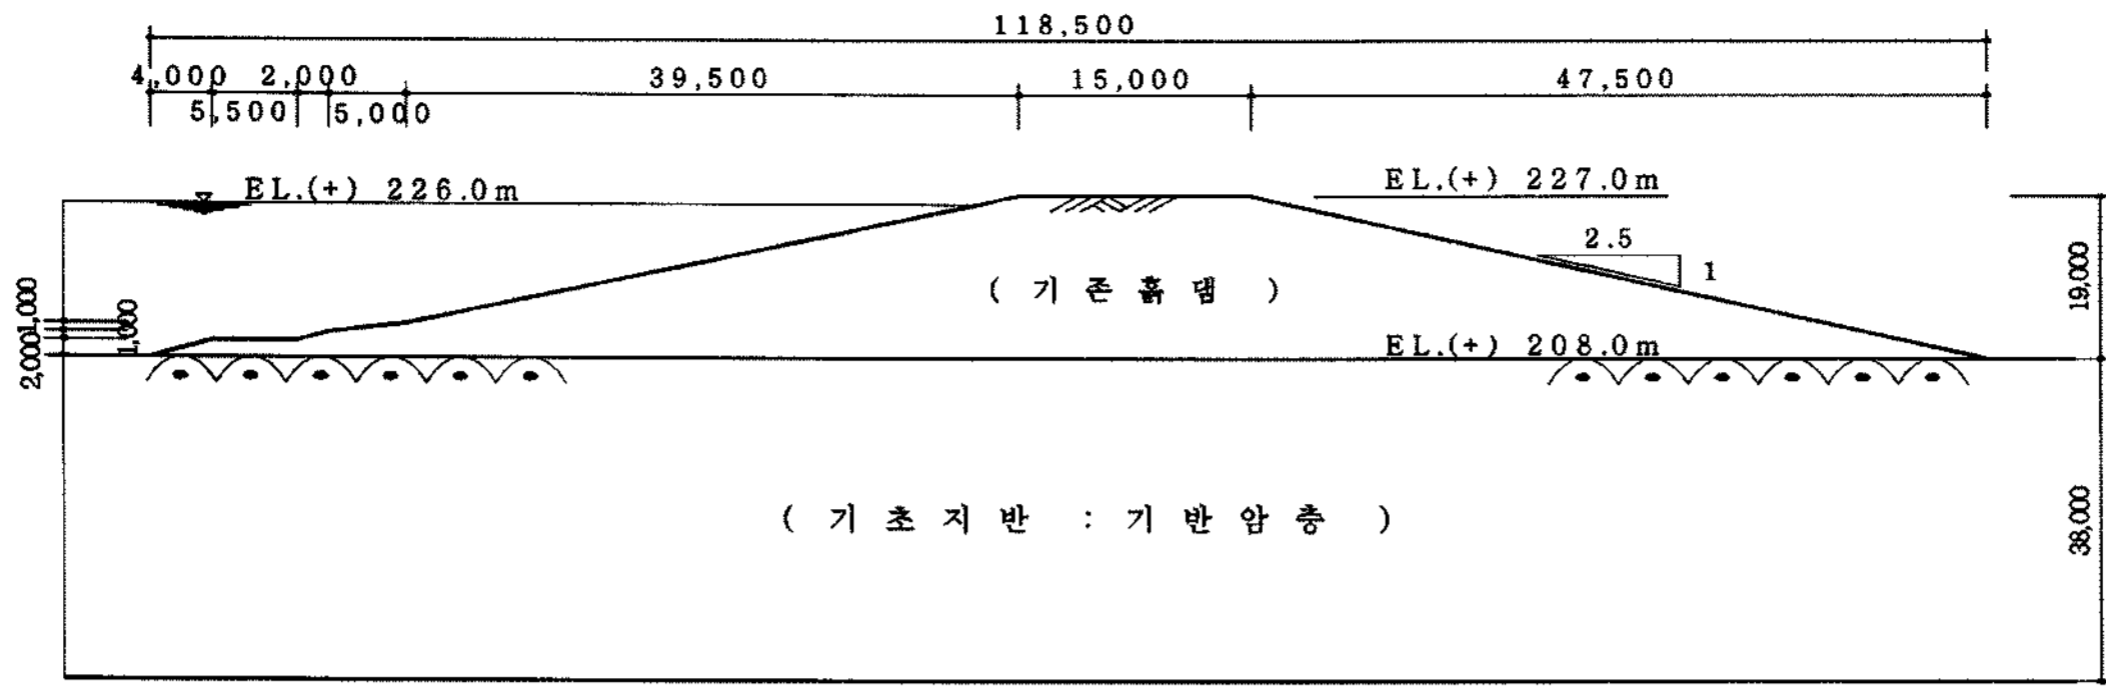 118,500
4,000 2,000 39,500 15,000 47,500
5,500 5,000
EL.(+) 226.0m
EL.(+) 227.0m
2.5
1
( 기 존 흙 댐 )
19,000
1,000
1,000
2,000
EL.(+) 208.0m
( 기 초 지 반 : 기 반 암 층 )
38,000